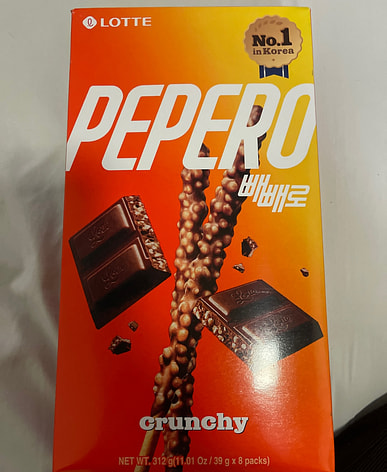 LOTTE
No.1
in Korea
PEPERO
빼빼로
crunchy
NET WT. 312 g(11.01 Oz / 39 g x 8 packs)